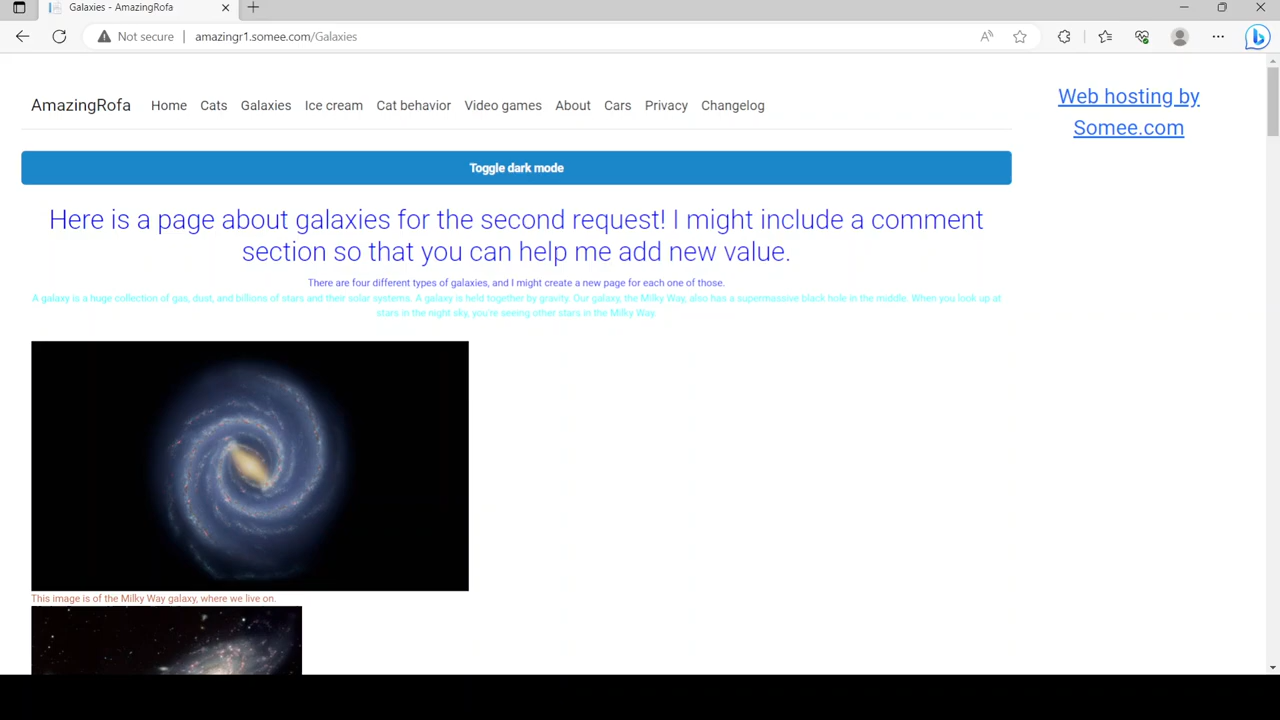 Galaxies - AmazingRofa
Not secure
amazingr1.somee.com/Galaxies
AmazingRofa Home Cats Galaxies Ice cream Cat behavior Video games About Cars Privacy Changelog
Web hosting by
Somee.com
Toggle dark mode
Here is a page about galaxies for the second request! I might include a comment
section so that you can help me add new value.
There are four different types of galaxies, and I might create a new page for each one of those.
A galaxy is a huge collection of gas, dust, and billions of stars and their solar systems. A galaxy is held together by gravity. Our galaxy, the Milky Way, also has a supermassive black hole in the middle. When you look up at
stars in the night sky, you're seeing other stars in the Milky Way.
This image is of the Milky Way galaxy, where we live on.